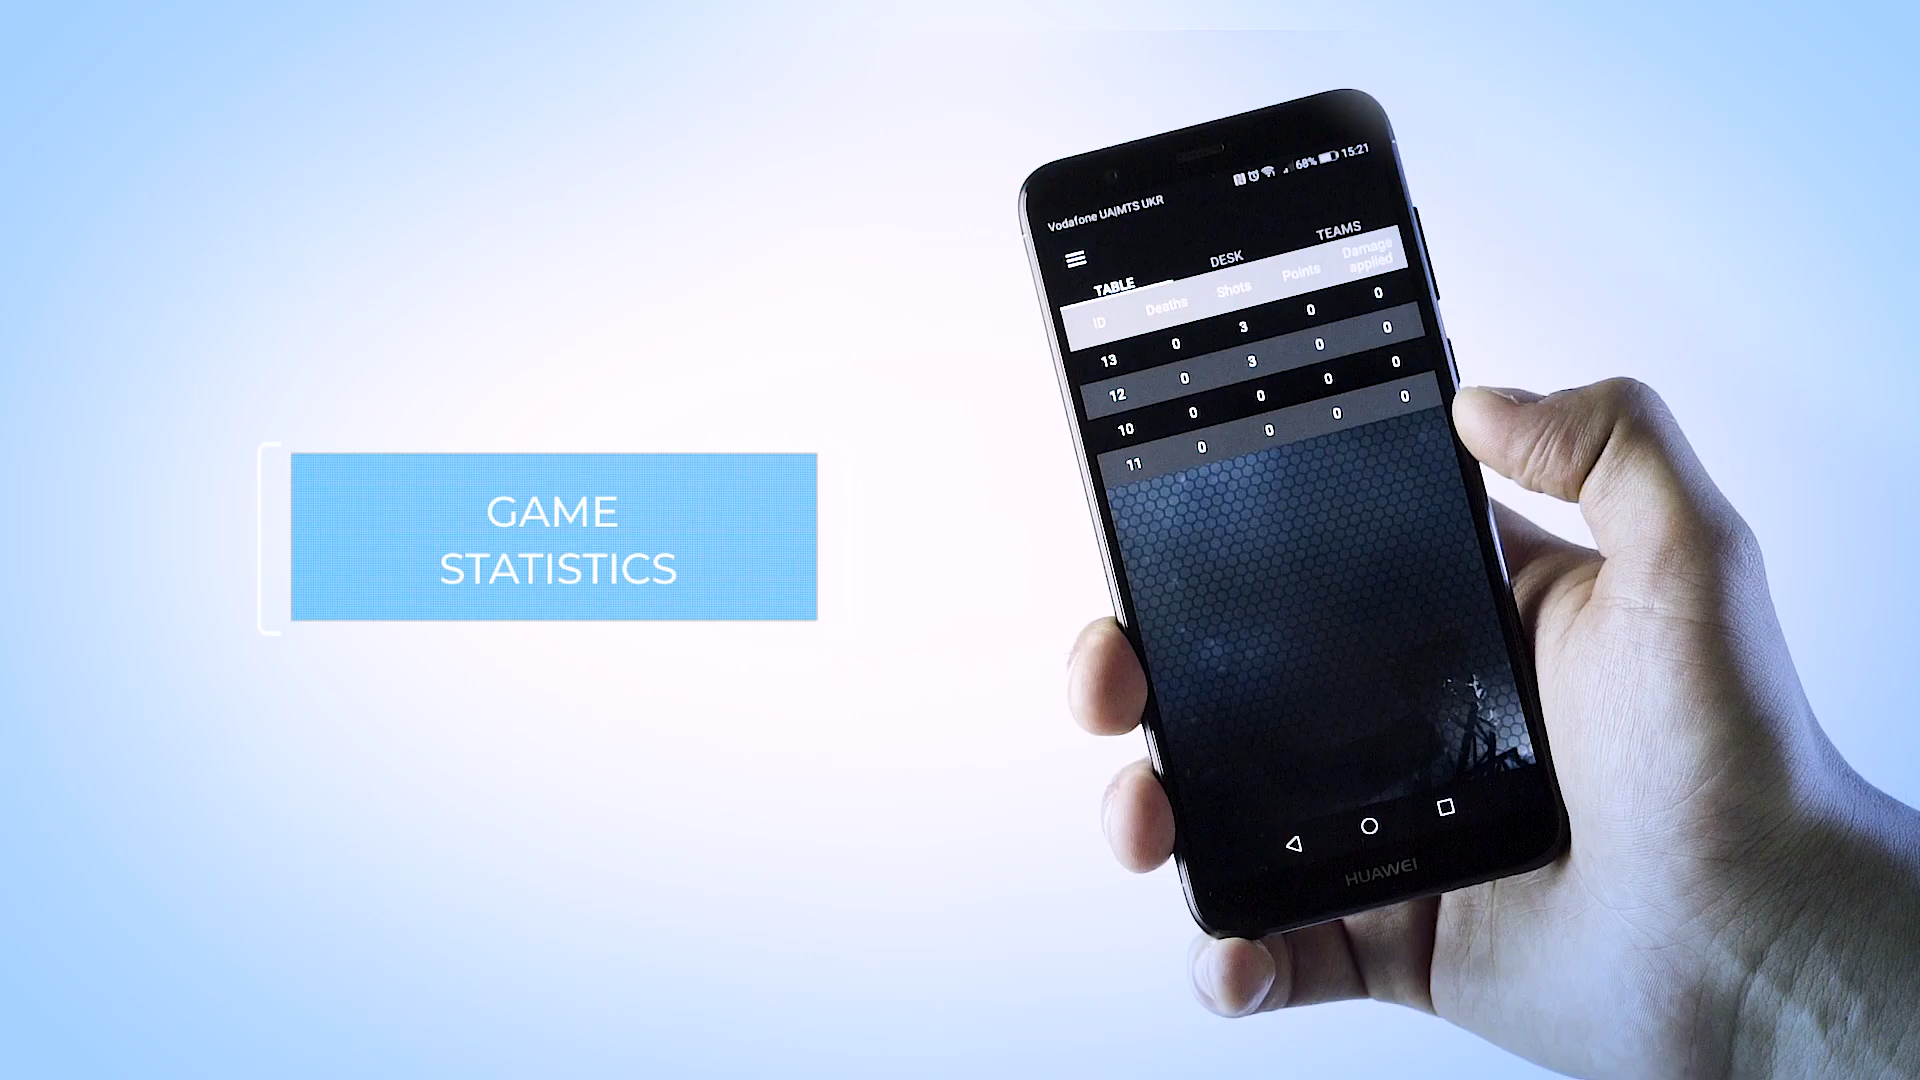 GAME
STATISTICS
68% 15:21
Vodafone UA|MTS UKR
TABLE DESK TEAMS
ID Deaths Shots Points Damage applied
13 0 3 0 0
12 0 3 0 0
10 0 0 0 0
11 0 0 0 0
HUAWEI